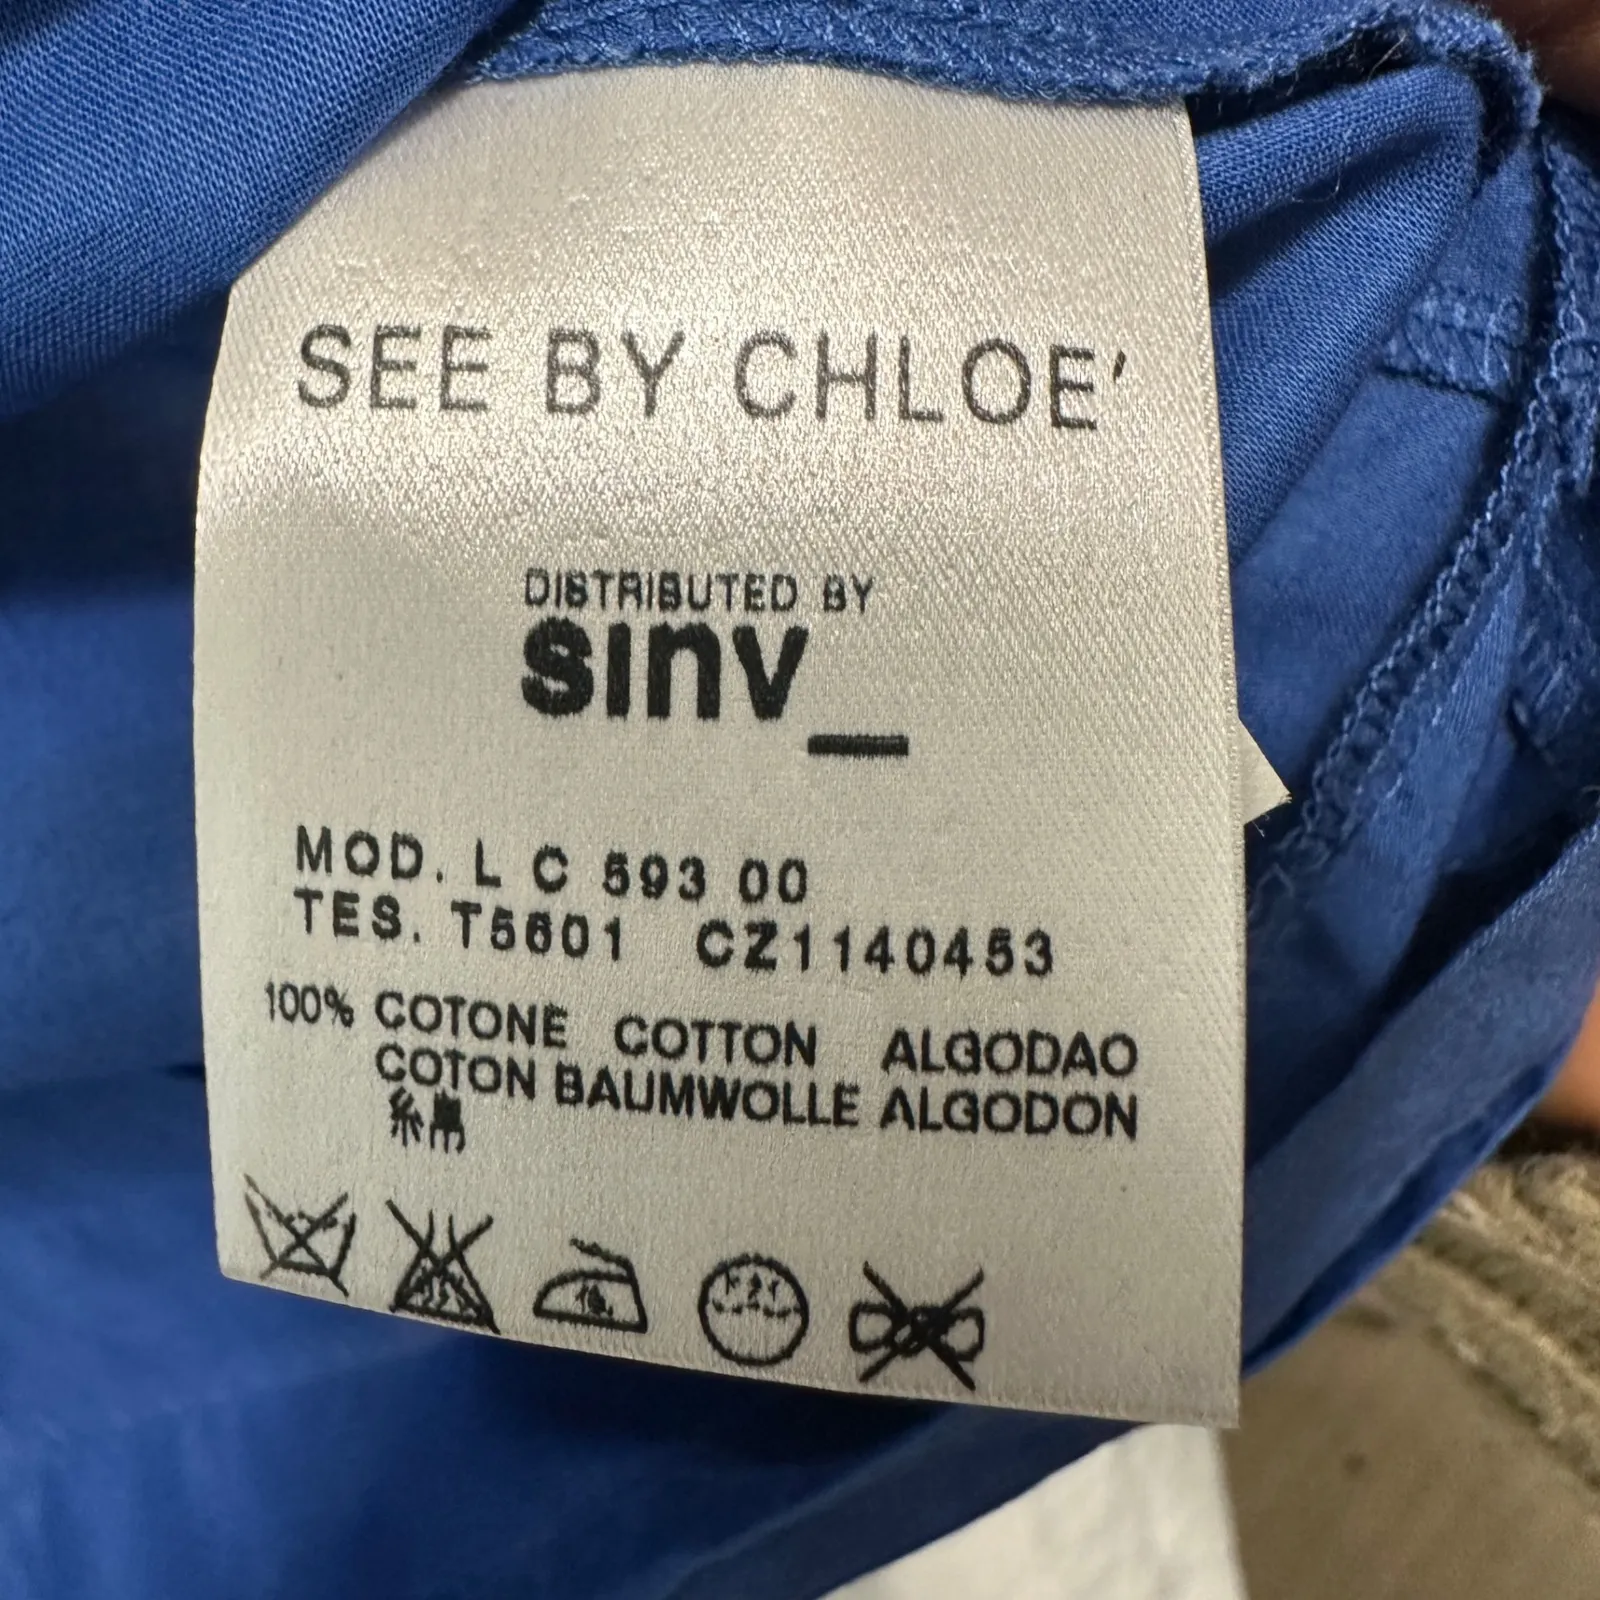 SEE BY CHLOE'
DISTRIBUTED BY
sinv_
MOD. L C 593 00
TES. T5601 CZ1140453
100% COTONE COTTON ALGODAO
COTON BAUMWOLLE ALGODON